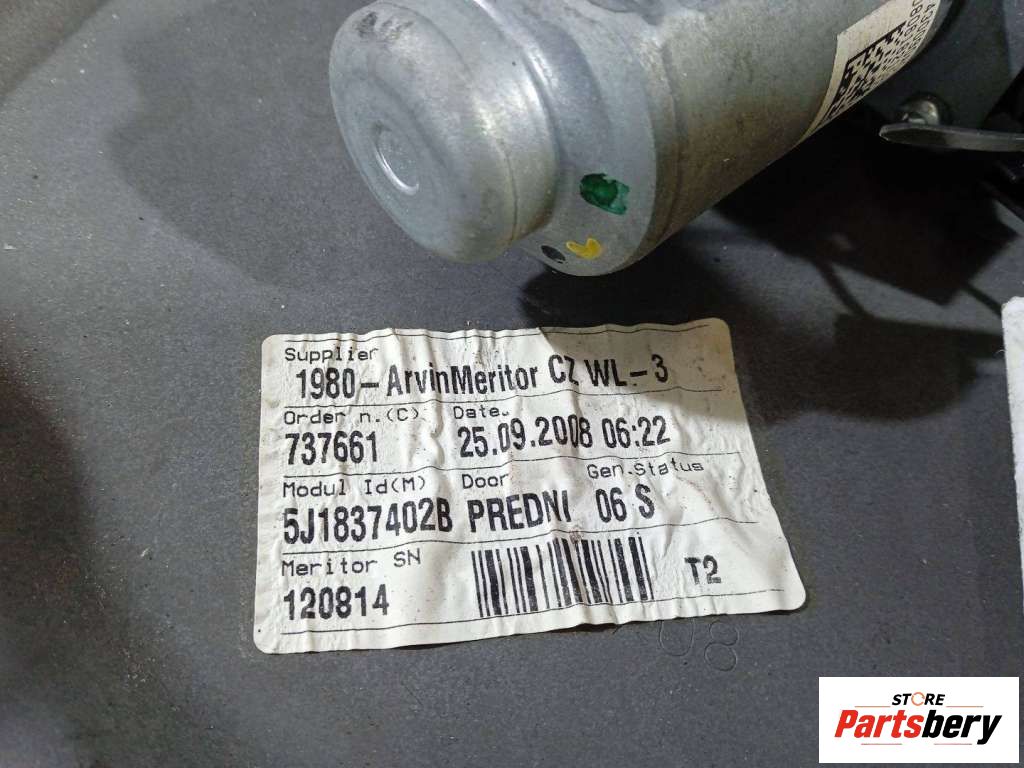 Supplier
1980-ArvinMeritor CZ WL-3
Order n.(C) Date.
737661 25.09.2008 06:22
Modul Id(M) Door Gen.Status
5J1837402B PREDNI 06 S
Meritor SN
120814 T2
08
STORE
Partsbery